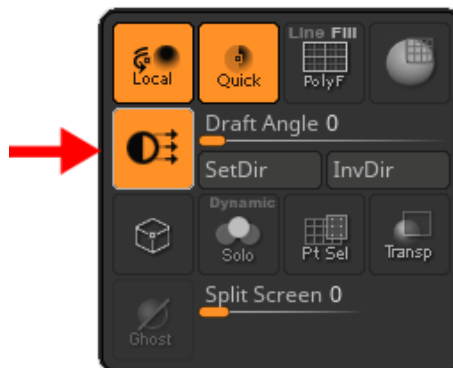 Line Fill
Local
Quick
PolyF
Draft Angle 0
SetDir
InvDir
Dynamic
Solo
Pt Sel
Transp
Split Screen 0
Ghost